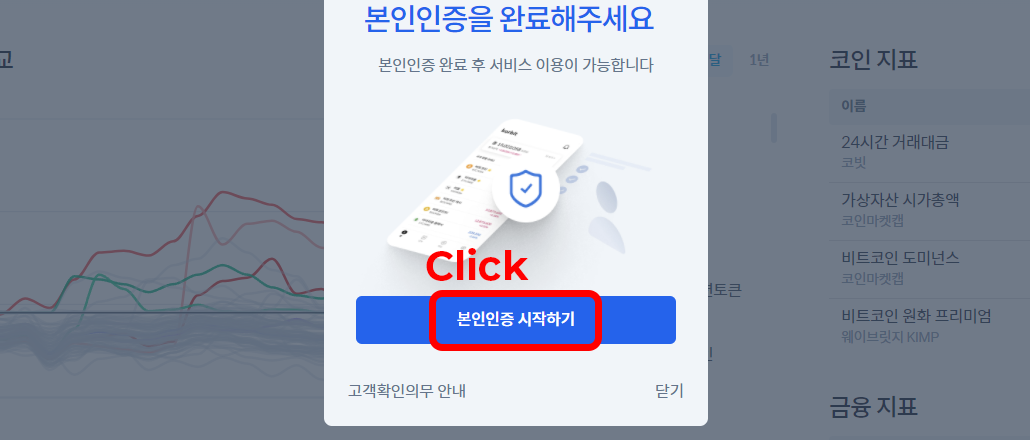 본인인증을 완료해주세요
본인인증 완료 후 서비스 이용이 가능합니다
교
달
1년
코인 지표
이름
24시간 거래대금
코빗
가상자산 시가총액
코인마켓캡
비트코인 도미넌스
코인마켓캡
비트코인 원화 프리미엄
웨이브릿지 KIMP
금융 지표
korbit
Click
본인인증 시작하기
토큰
고객확인의무 안내
닫기